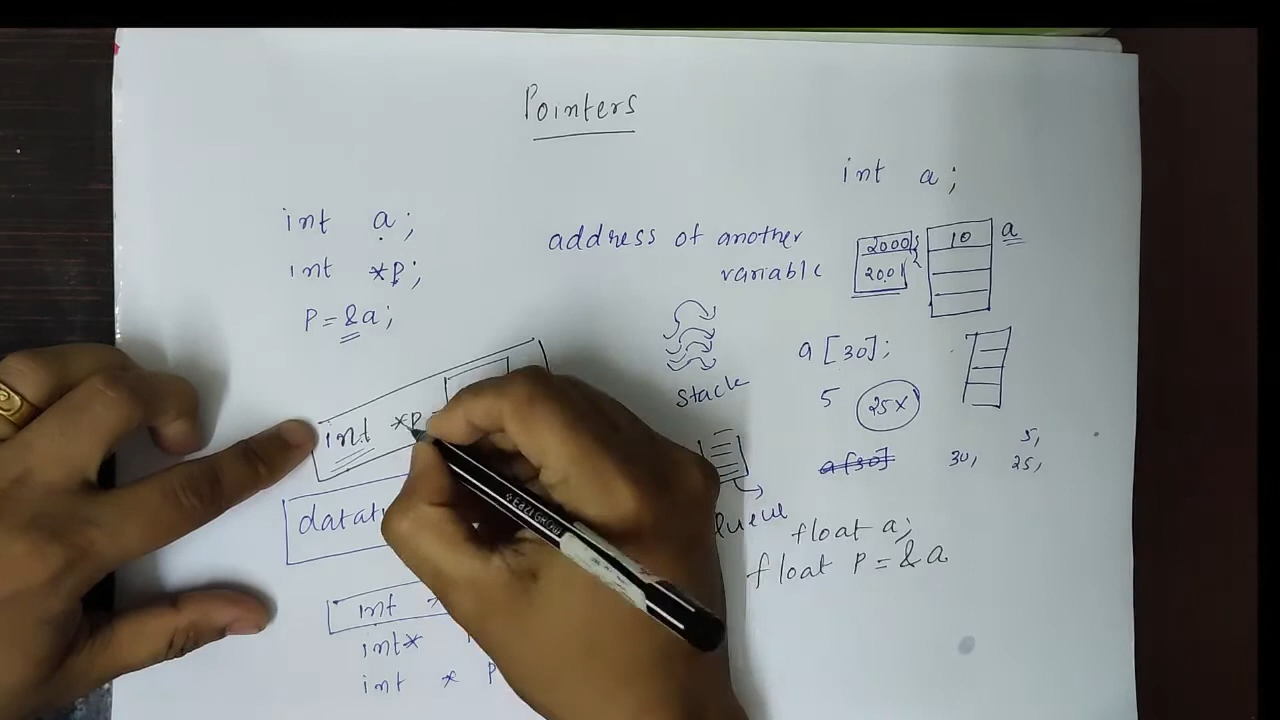 Pointers
int a;
int *p;
P=&a;
address of another
variable
int a;
2000
2001
10
a
stack
a[30];
5
25x
a[30]
30,
5,
25,
int *P
float a;
float P=&a
int *
int*
int * P